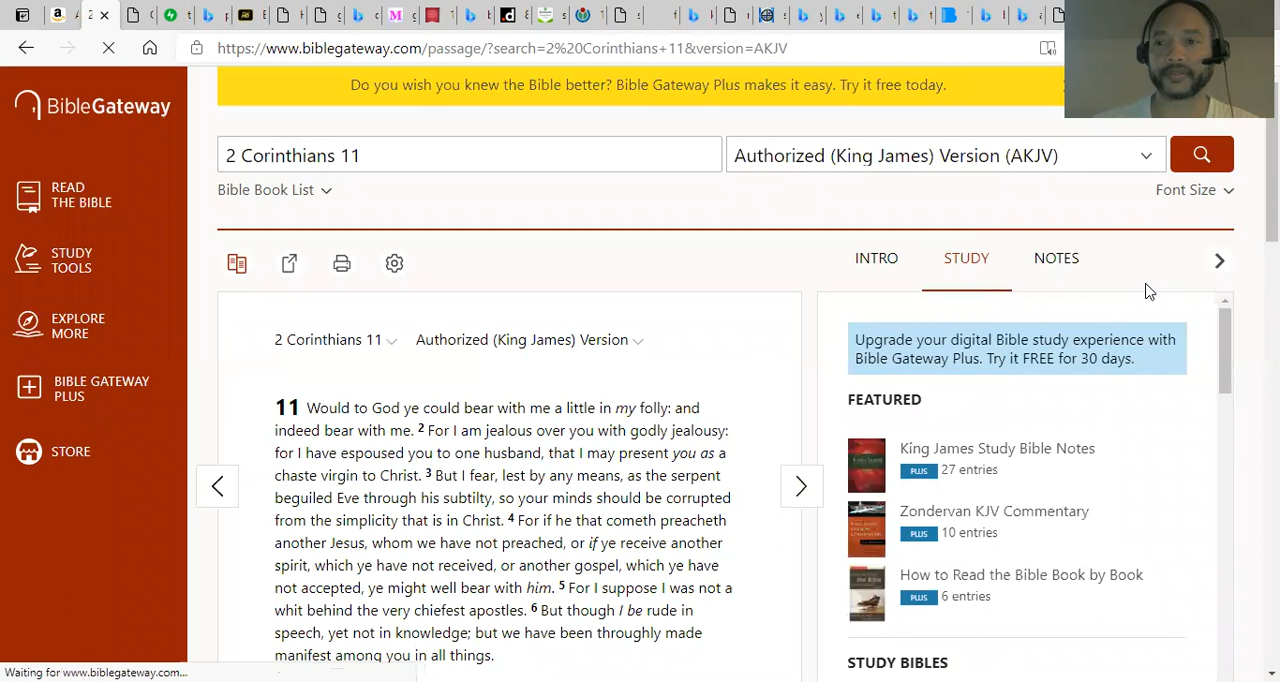 2
https://www.biblegateway.com/passage/?search=2%20Corinthians+11&version=AKJV
Do you wish you knew the Bible better? Bible Gateway Plus makes it easy. Try it free today.
BibleGateway
2 Corinthians 11
Authorized (King James) Version (AKJV)
Bible Book List
Font Size
READ
THE BIBLE
STUDY
TOOLS
EXPLORE
MORE
BIBLE GATEWAY
PLUS
STORE
INTRO
STUDY
NOTES
2 Corinthians 11
Authorized (King James) Version
11 Would to God ye could bear with me a little in my folly: and
indeed bear with me. 2 For I am jealous over you with godly jealousy:
for I have espoused you to one husband, that I may present you as a
chaste virgin to Christ. 3 But I fear, lest by any means, as the serpent
beguiled Eve through his subtilty, so your minds should be corrupted
from the simplicity that is in Christ. 4 For if he that cometh preacheth
another Jesus, whom we have not preached, or if ye receive another
spirit, which ye have not received, or another gospel, which ye have
not accepted, ye might well bear with him. 5 For I suppose I was not a
whit behind the very chiefest apostles. 6 But though I be rude in
speech, yet not in knowledge; but we have been throughly made
manifest among you in all things.
Upgrade your digital Bible study experience with
Bible Gateway Plus. Try it FREE for 30 days.
FEATURED
King James Study Bible Notes
PLUS 27 entries
Zondervan KJV Commentary
PLUS 10 entries
How to Read the Bible Book by Book
PLUS 6 entries
STUDY BIBLES
Waiting for www.biblegateway.com...